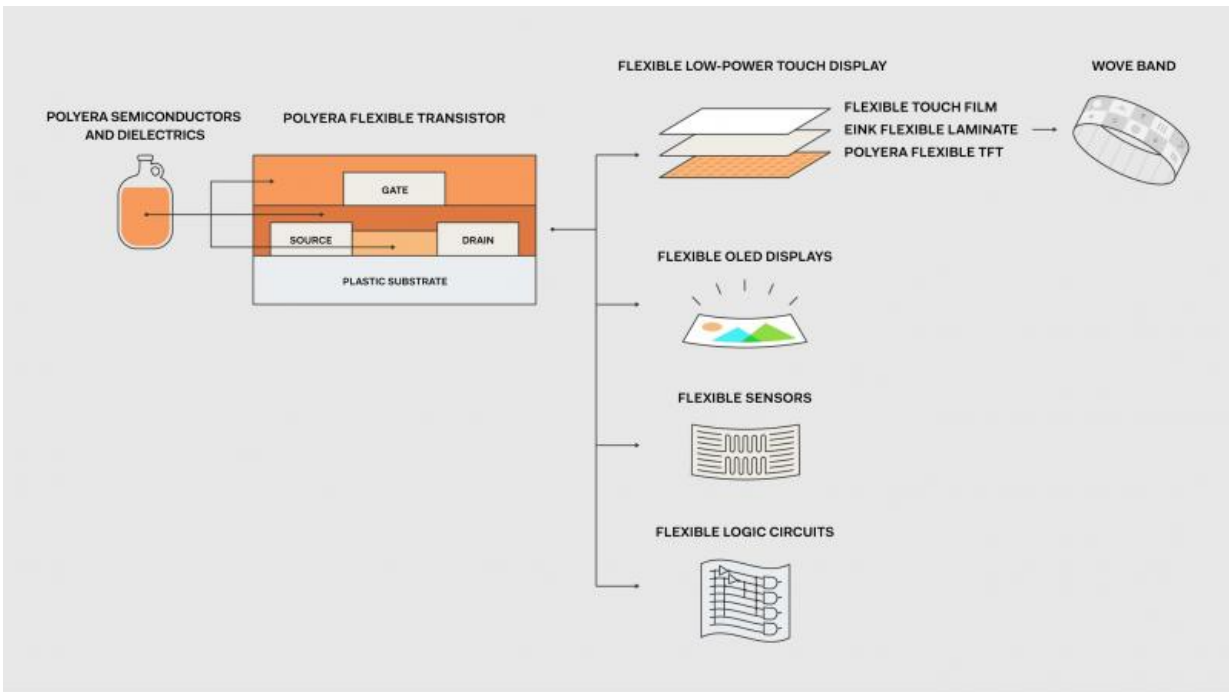 POLYERA SEMICONDUCTORS
AND DIELECTRICS
POLYERA FLEXIBLE TRANSISTOR
GATE
SOURCE
DRAIN
PLASTIC SUBSTRATE
FLEXIBLE LOW-POWER TOUCH DISPLAY
FLEXIBLE TOUCH FILM
EINK FLEXIBLE LAMINATE
POLYERA FLEXIBLE TFT
WOVE BAND
FLEXIBLE OLED DISPLAYS
FLEXIBLE SENSORS
FLEXIBLE LOGIC CIRCUITS